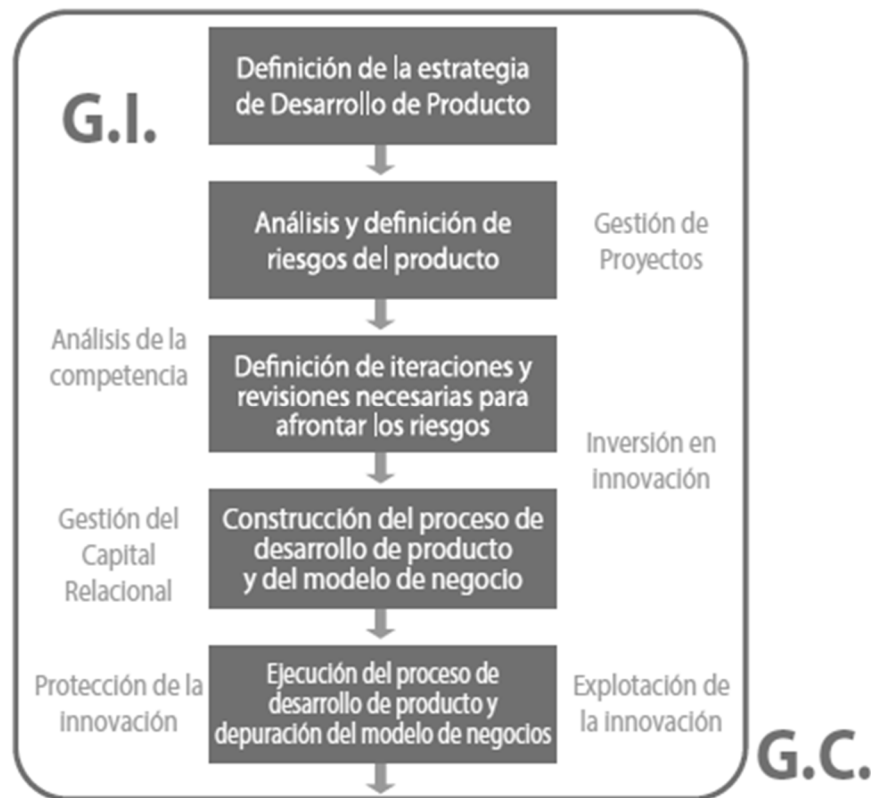 G.I.
Definición de la estrategia
de Desarrollo de Producto
Análisis y definición de
riesgos del producto
Gestión de
Proyectos
Análisis de la
competencia
Definición de iteraciones y
revisiones necesarias para
afrontar los riesgos
Inversión en
innovación
Gestión del
Capital
Relacional
Construcción del proceso de
desarrollo de producto
y del modelo de negocio
Protección de la
innovación
Ejecución del proceso de
desarrollo de producto y
depuración del modelo de negocios
Explotación de
la innovación
G.C.